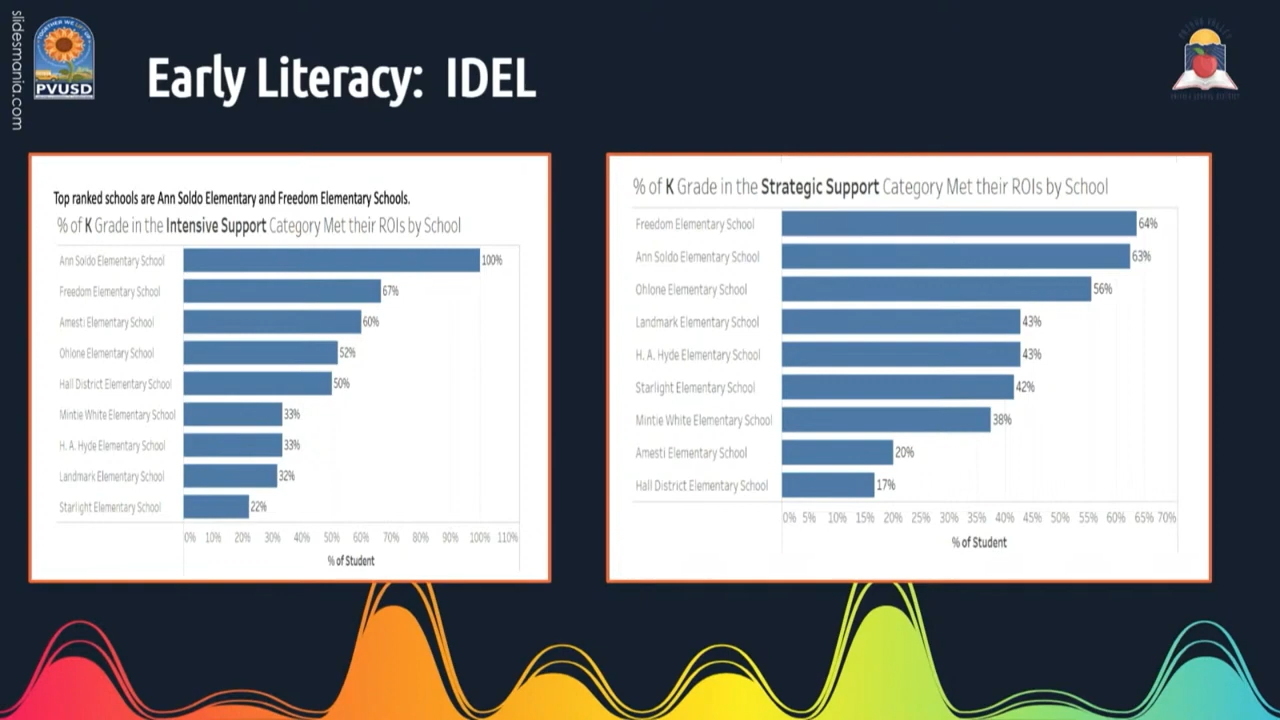 slidesmania.com
TOGETHER WE LIFT UP
PVUSD
Early Literacy: IDEL
Top ranked schools are Ann Soldo Elementary and Freedom Elementary Schools.
% of K Grade in the Intensive Support Category Met their ROIs by School
Ann Soldo Elementary School 100%
Freedom Elementary School 67%
Amesti Elementary School 60%
Ohlone Elementary School 52%
Hall District Elementary School 50%
Mintie White Elementary School 33%
H. A. Hyde Elementary School 33%
Landmark Elementary School 32%
Starlight Elementary School 22%
0% 10% 20% 30% 40% 50% 60% 70% 80% 90% 100% 110%
% of Student
% of K Grade in the Strategic Support Category Met their ROIs by School
Freedom Elementary School 64%
Ann Soldo Elementary School 63%
Ohlone Elementary School 56%
Landmark Elementary School 43%
H. A. Hyde Elementary School 43%
Starlight Elementary School 42%
Mintie White Elementary School 38%
Amesti Elementary School 20%
Hall District Elementary School 17%
0% 5% 10% 15% 20% 25% 30% 35% 40% 45% 50% 55% 60% 65% 70%
% of Student